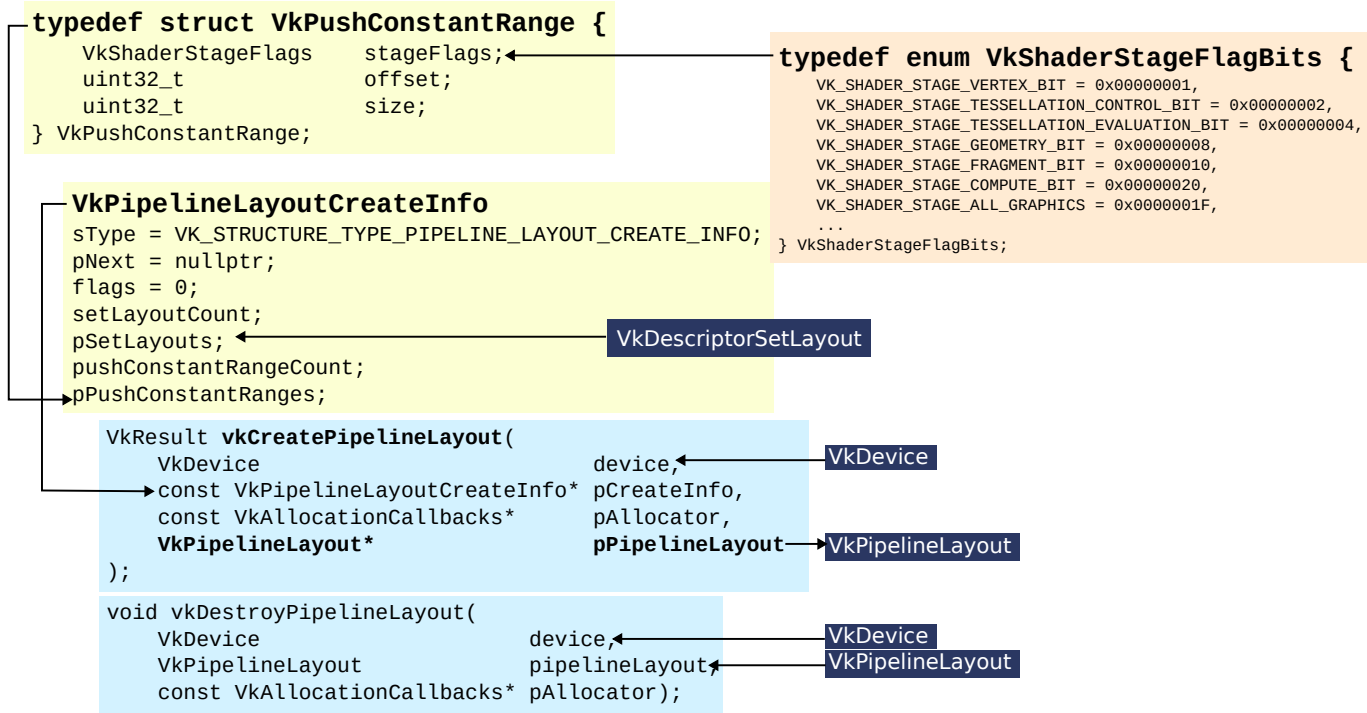 typedef struct VkPushConstantRange {
VkShaderStageFlags stageFlags;
uint32_t offset;
uint32_t size;
} VkPushConstantRange;
typedef enum VkShaderStageFlagBits {
VK_SHADER_STAGE_VERTEX_BIT = 0x00000001,
VK_SHADER_STAGE_TESSELLATION_CONTROL_BIT = 0x00000002,
VK_SHADER_STAGE_TESSELLATION_EVALUATION_BIT = 0x00000004,
VK_SHADER_STAGE_GEOMETRY_BIT = 0x00000008,
VK_SHADER_STAGE_FRAGMENT_BIT = 0x00000010,
VK_SHADER_STAGE_COMPUTE_BIT = 0x00000020,
VK_SHADER_STAGE_ALL_GRAPHICS = 0x0000001F,
...
} VkShaderStageFlagBits;
VkPipelineLayoutCreateInfo
sType = VK_STRUCTURE_TYPE_PIPELINE_LAYOUT_CREATE_INFO;
pNext = nullptr;
flags = 0;
setLayoutCount;
pSetLayouts;
VkDescriptorSetLayout
pushConstantRangeCount;
pPushConstantRanges;
VkResult vkCreatePipelineLayout(
VkDevice device,
VkDevice
const VkPipelineLayoutCreateInfo* pCreateInfo,
const VkAllocationCallbacks* pAllocator,
VkPipelineLayout* pPipelineLayout
VkPipelineLayout
);
void vkDestroyPipelineLayout(
VkDevice device,
VkDevice
VkPipelineLayout pipelineLayout,
VkPipelineLayout
const VkAllocationCallbacks* pAllocator);